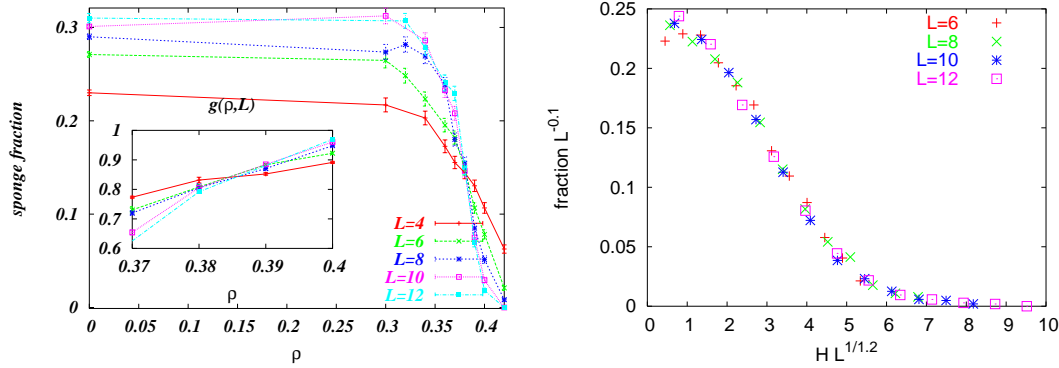 0.3
0.2
0.1
0
sponge fraction
g(ρ,L)
1
0.9
0.8
0.7
0.6
0.37 0.38 0.39 0.4
ρ
L=4
L=6
L=8
L=10
L=12
0 0.05 0.1 0.15 0.2 0.25 0.3 0.35 0.4
ρ
0.25
0.2
0.15
0.1
0.05
0
fraction L^-0.1
L=6
L=8
L=10
L=12
0 1 2 3 4 5 6 7 8 9 10
H L^1/1.2